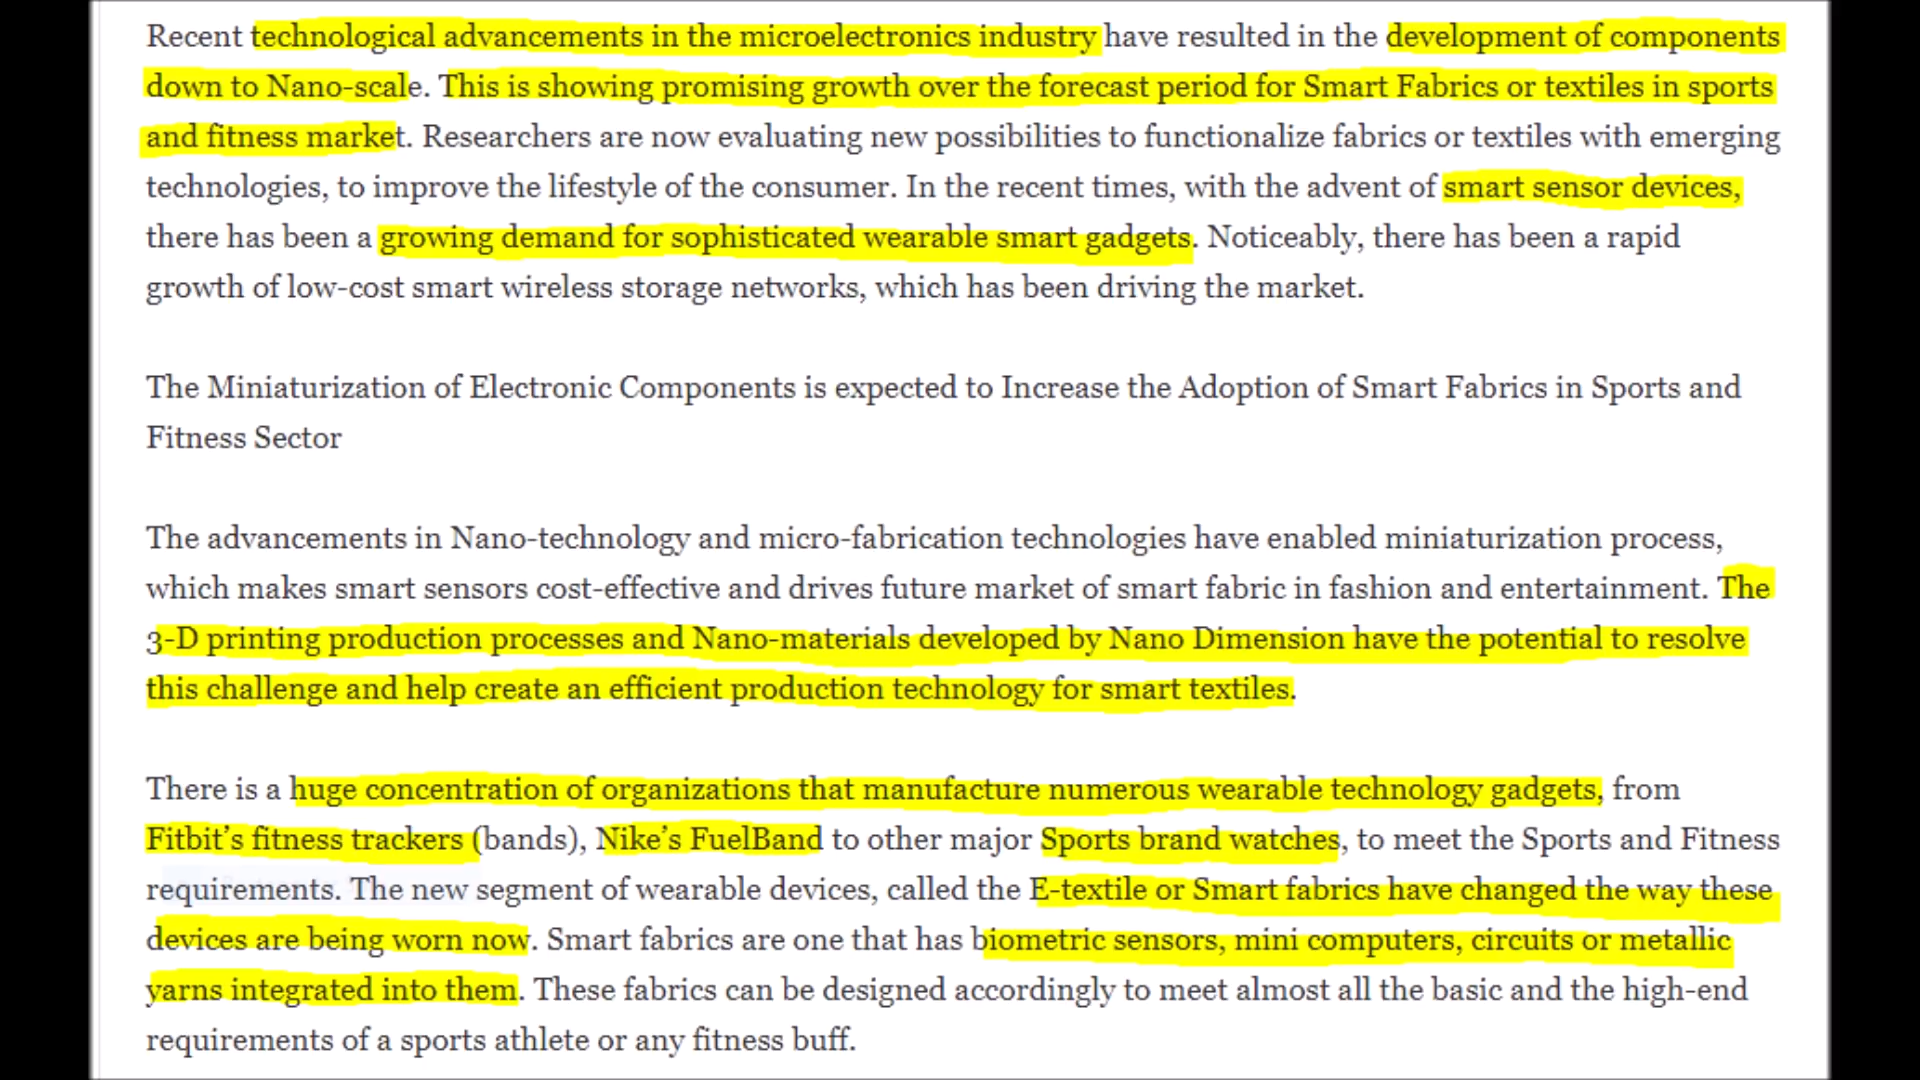 Recent technological advancements in the microelectronics industry have resulted in the development of components
down to Nano-scale. This is showing promising growth over the forecast period for Smart Fabrics or textiles in sports
and fitness market. Researchers are now evaluating new possibilities to functionalize fabrics or textiles with emerging
technologies, to improve the lifestyle of the consumer. In the recent times, with the advent of smart sensor devices,
there has been a growing demand for sophisticated wearable smart gadgets. Noticeably, there has been a rapid
growth of low-cost smart wireless storage networks, which has been driving the market.
The Miniaturization of Electronic Components is expected to Increase the Adoption of Smart Fabrics in Sports and
Fitness Sector
The advancements in Nano-technology and micro-fabrication technologies have enabled miniaturization process,
which makes smart sensors cost-effective and drives future market of smart fabric in fashion and entertainment. The
3-D printing production processes and Nano-materials developed by Nano Dimension have the potential to resolve
this challenge and help create an efficient production technology for smart textiles.
There is a huge concentration of organizations that manufacture numerous wearable technology gadgets, from
Fitbit’s fitness trackers (bands), Nike’s FuelBand to other major Sports brand watches, to meet the Sports and Fitness
requirements. The new segment of wearable devices, called the E-textile or Smart fabrics have changed the way these
devices are being worn now. Smart fabrics are one that has biometric sensors, mini computers, circuits or metallic
yarns integrated into them. These fabrics can be designed accordingly to meet almost all the basic and the high-end
requirements of a sports athlete or any fitness buff.